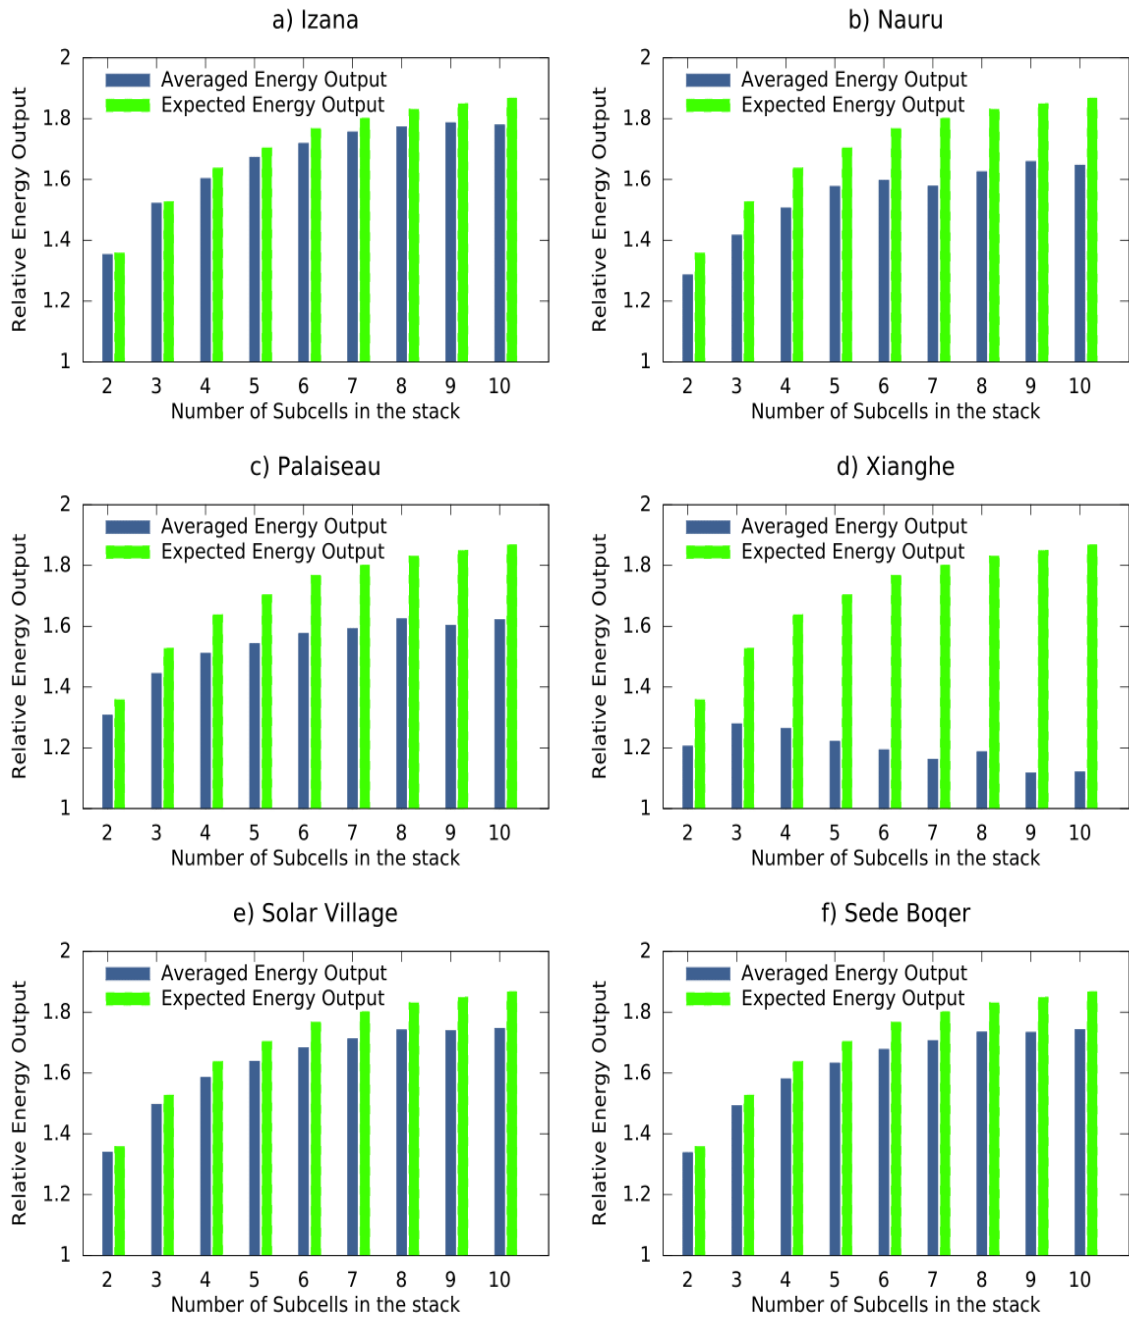 a) Izana
Relative Energy Output
2
1.8
1.6
1.4
1.2
1
Averaged Energy Output
Expected Energy Output
2 3 4 5 6 7 8 9 10
Number of Subcells in the stack
b) Nauru
Relative Energy Output
2
1.8
1.6
1.4
1.2
1
Averaged Energy Output
Expected Energy Output
2 3 4 5 6 7 8 9 10
Number of Subcells in the stack
c) Palaiseau
Relative Energy Output
2
1.8
1.6
1.4
1.2
1
Averaged Energy Output
Expected Energy Output
2 3 4 5 6 7 8 9 10
Number of Subcells in the stack
d) Xianghe
Relative Energy Output
2
1.8
1.6
1.4
1.2
1
Averaged Energy Output
Expected Energy Output
2 3 4 5 6 7 8 9 10
Number of Subcells in the stack
e) Solar Village
Relative Energy Output
2
1.8
1.6
1.4
1.2
1
Averaged Energy Output
Expected Energy Output
2 3 4 5 6 7 8 9 10
Number of Subcells in the stack
f) Sede Boqer
Relative Energy Output
2
1.8
1.6
1.4
1.2
1
Averaged Energy Output
Expected Energy Output
2 3 4 5 6 7 8 9 10
Number of Subcells in the stack